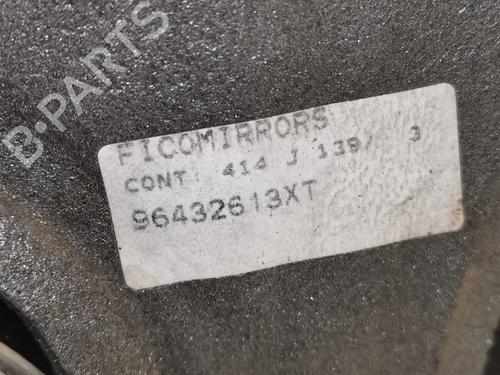 B-PARTS
FICOMIRRORS
CONT. 414 J 139/ 3
96432613XT